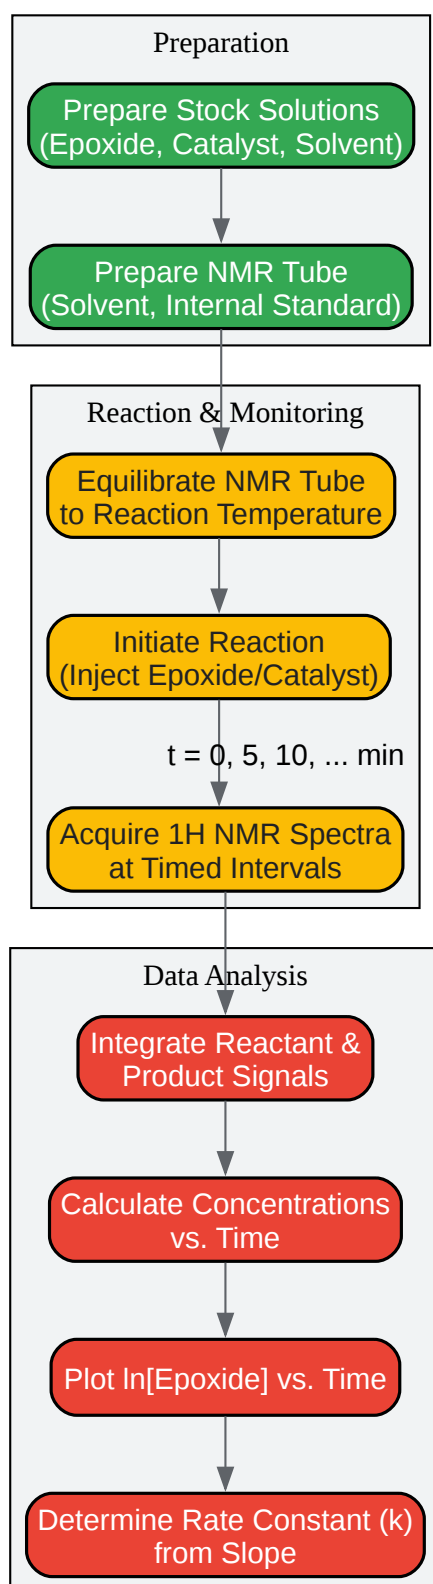 Preparation
Prepare Stock Solutions
(Epoxide, Catalyst, Solvent)
Prepare NMR Tube
(Solvent, Internal Standard)
Reaction & Monitoring
Equilibrate NMR Tube
to Reaction Temperature
Initiate Reaction
(Inject Epoxide/Catalyst)
t = 0, 5, 10, ... min
Acquire 1H NMR Spectra
at Timed Intervals
Data Analysis
Integrate Reactant &
Product Signals
Calculate Concentrations
vs. Time
Plot ln[Epoxide] vs. Time
Determine Rate Constant (k)
from Slope